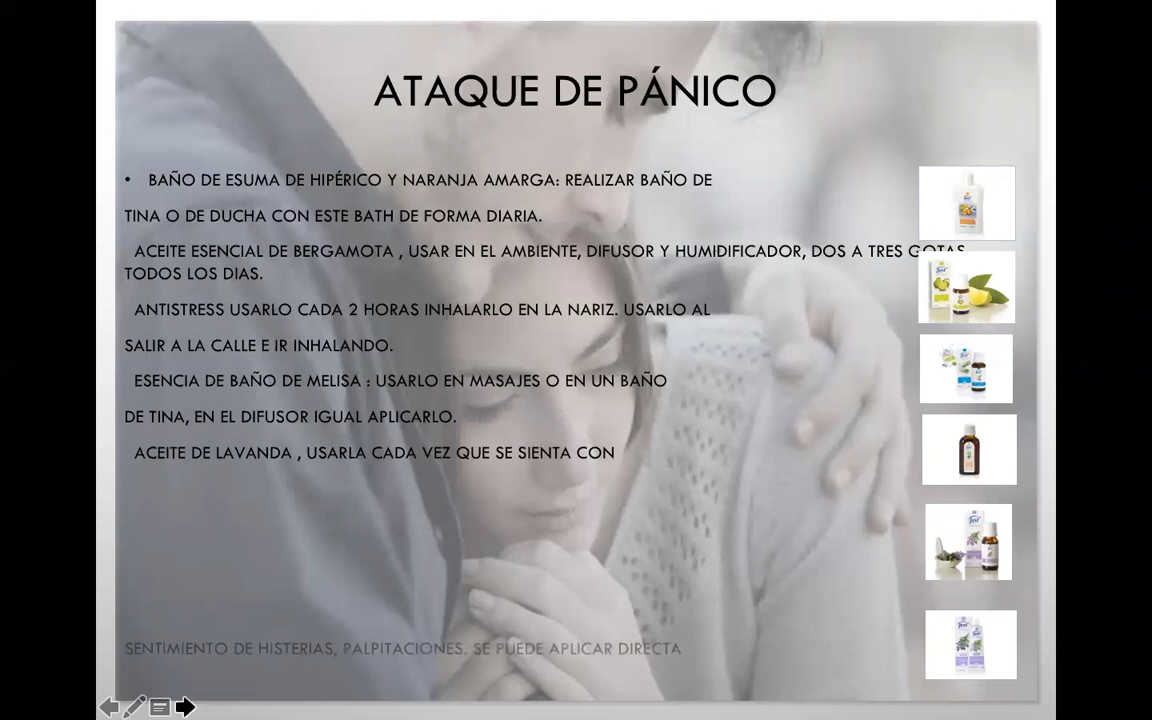 ATAQUE DE PÁNICO
• BAÑO DE ESUMA DE HIPÉRICO Y NARANJA AMARGA: REALIZAR BAÑO DE
TINA O DE DUCHA CON ESTE BATH DE FORMA DIARIA.
ACEITE ESENCIAL DE BERGAMOTA , USAR EN EL AMBIENTE, DIFUSOR Y HUMIDIFICADOR, DOS A TRES GOTAS
TODOS LOS DIAS.
ANTISTRESS USARLO CADA 2 HORAS INHALARLO EN LA NARIZ. USARLO AL
SALIR A LA CALLE E IR INHALANDO.
ESENCIA DE BAÑO DE MELISA : USARLO EN MASAJES O EN UN BAÑO
DE TINA, EN EL DIFUSOR IGUAL APLICARLO.
ACEITE DE LAVANDA , USARLA CADA VEZ QUE SE SIENTA CON
SENTIMIENTO DE HISTERIAS, PALPITACIONES. SE PUEDE APLICAR DIRECTA
Just
Just
Just